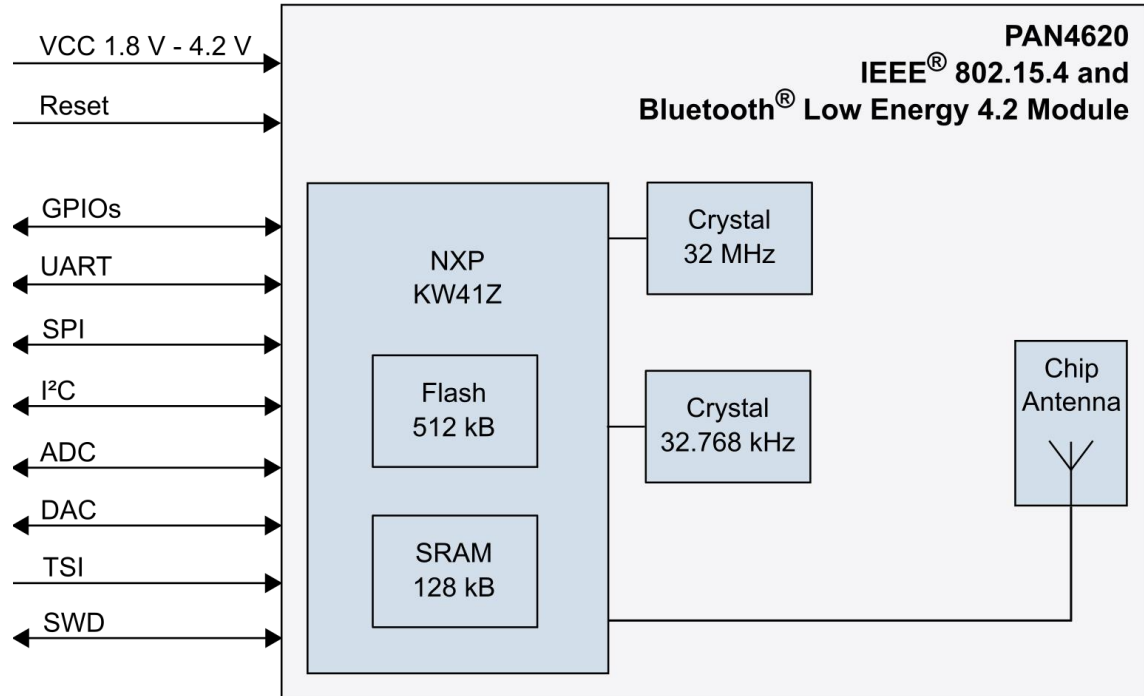 PAN4620
IEEE® 802.15.4 and
Bluetooth® Low Energy 4.2 Module
VCC 1.8 V - 4.2 V
Reset
GPIOs
UART
SPI
I²C
ADC
DAC
TSI
SWD
NXP
KW41Z
Flash
512 kB
SRAM
128 kB
Crystal
32 MHz
Crystal
32.768 kHz
Chip
Antenna